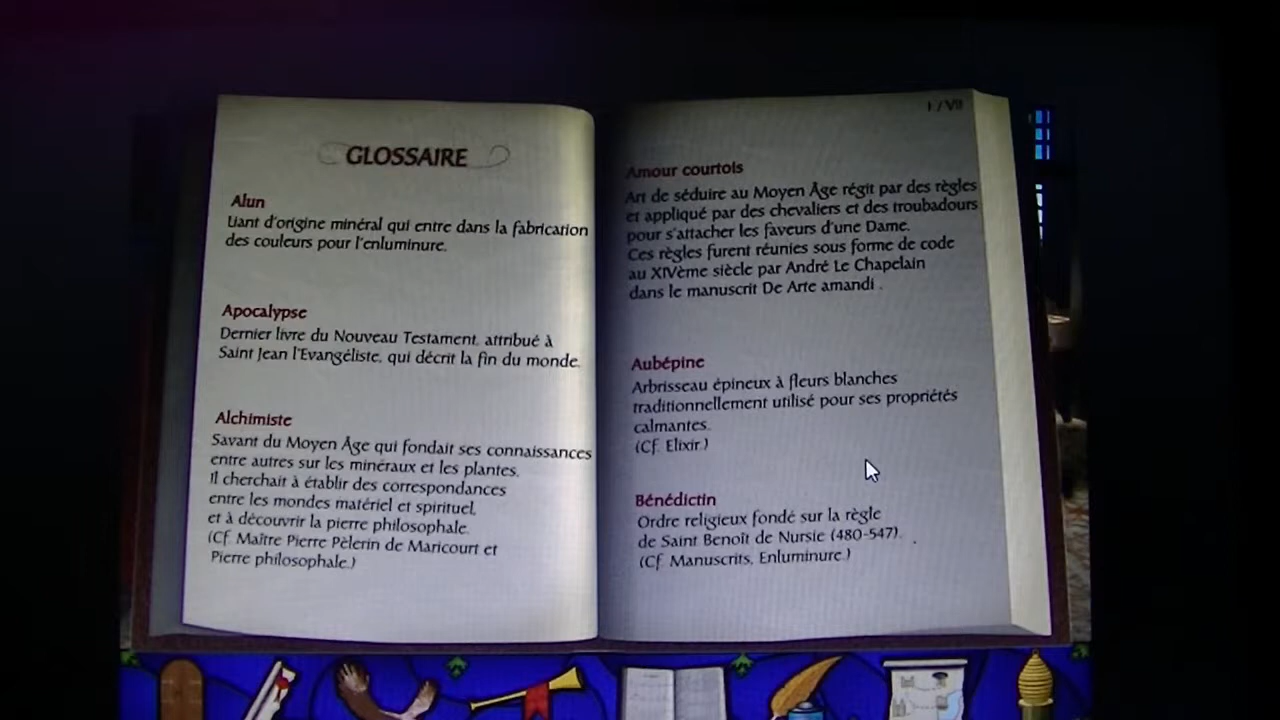 GLOSSAIRE
Alun
Liant d'origine minéral qui entre dans la fabrication
des couleurs pour l'enluminure.
Apocalypse
Dernier livre du Nouveau Testament, attribué à
Saint Jean l'Evangéliste, qui décrit la fin du monde.
Alchimiste
Savant du Moyen Âge qui fondait ses connaissances
entre autres sur les minéraux et les plantes.
Il cherchait à établir des correspondances
entre les mondes matériel et spirituel,
et à découvrir la pierre philosophale.
(Cf. Maître Pierre Pèlerin de Maricourt et
Pierre philosophale.)
I / VII
Amour courtois
Art de séduire au Moyen Âge régit par des règles
et appliqué par des chevaliers et des troubadours
pour s'attacher les faveurs d'une Dame.
Ces règles furent réunies sous forme de code
au XIVème siècle par André Le Chapelain
dans le manuscrit De Arte amandi .
Aubépine
Arbrisseau épineux à fleurs blanches
traditionnellement utilisé pour ses propriétés
calmantes.
(Cf. Elixir.)
Bénédictin
Ordre religieux fondé sur la règle
de Saint Benoît de Nursie (480-547). .
(Cf. Manuscrits, Enluminure.)